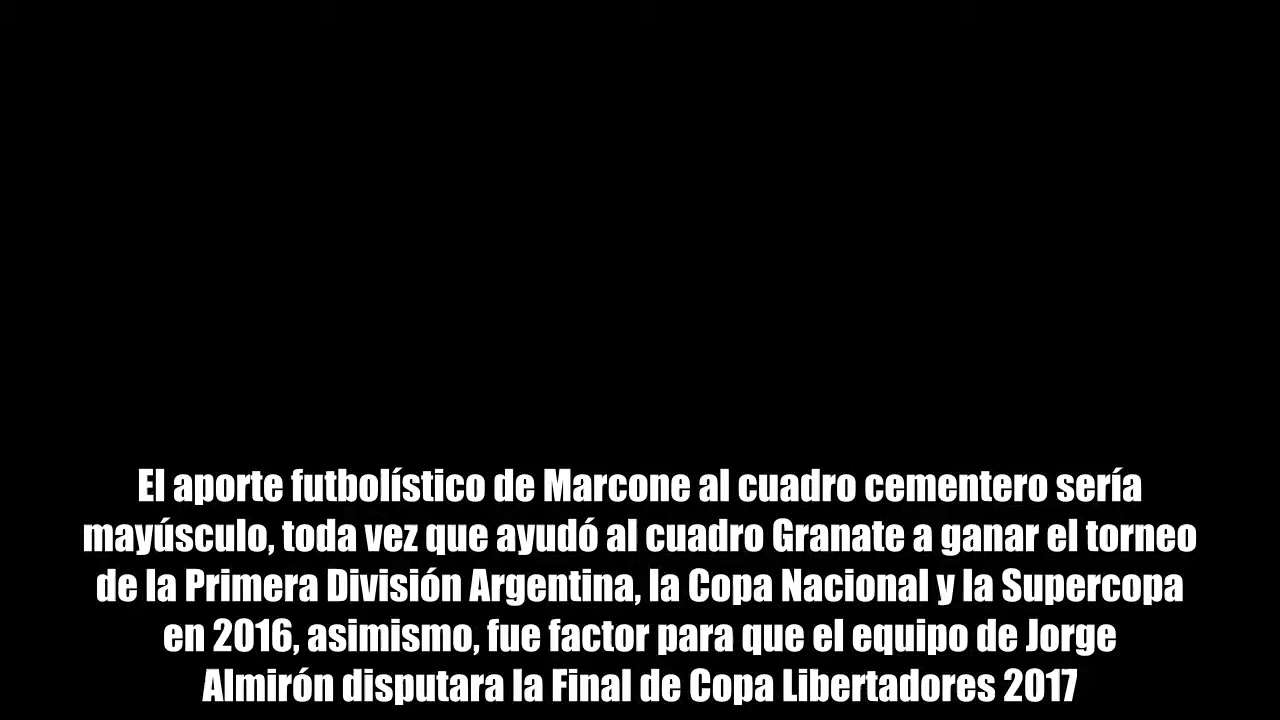 El aporte futbolístico de Marcone al cuadro cementero sería
mayúsculo, toda vez que ayudó al cuadro Granate a ganar el torneo
de la Primera División Argentina, la Copa Nacional y la Supercopa
en 2016, asimismo, fue factor para que el equipo de Jorge
Almirón disputara la Final de Copa Libertadores 2017